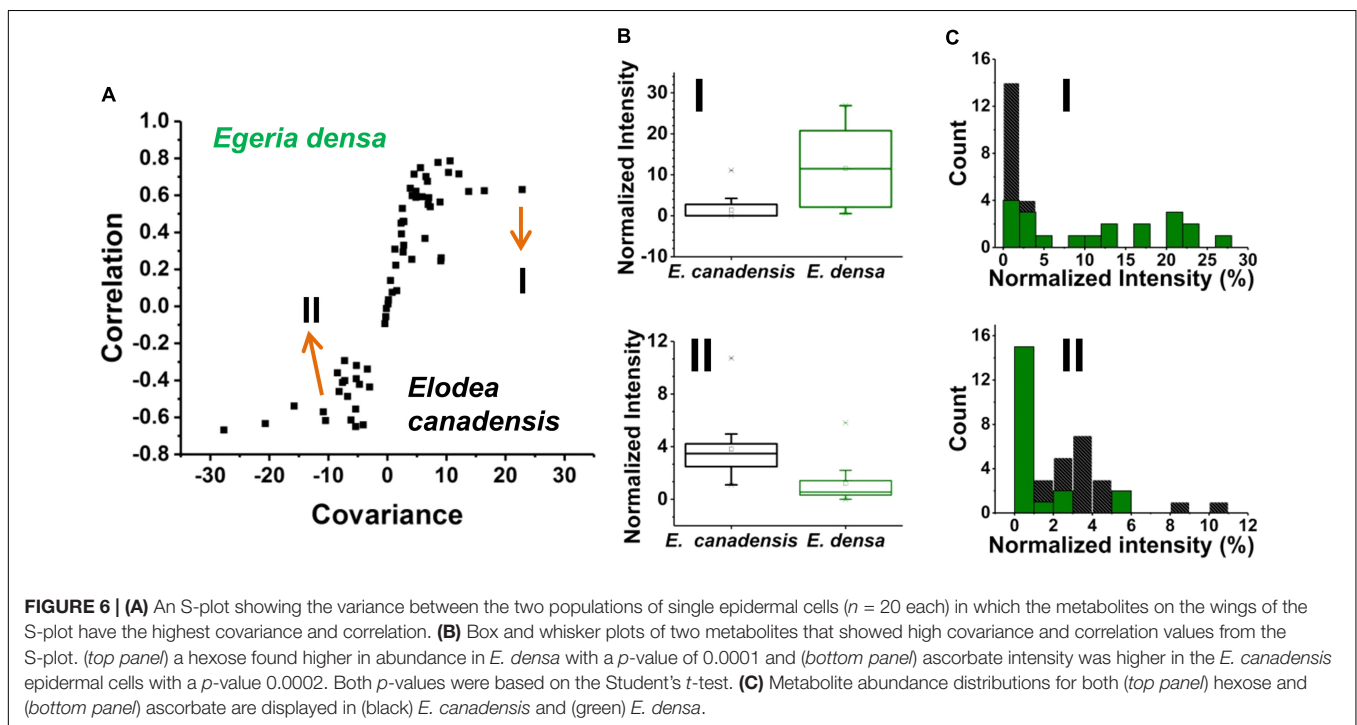 A
Egeria densa
Elodea
canadensis
I
II
1.0
0.8
0.6
0.4
0.2
0.0
-0.2
-0.4
-0.6
-0.8
Correlation
-30 -20 -10 0 10 20 30
Covariance
B
I
30
20
10
0
-10
Normalized Intensity
E. canadensis E. densa
II
12
8
4
0
Normalized Intensity
E. canadensis E. densa
C
I
16
12
8
4
0
Count
0 5 10 15 20 25 30
Normalized Intensity (%)
II
16
12
8
4
0
Count
0 2 4 6 8 10 12
Normalized intensity (%)
FIGURE 6 | (A) An S-plot showing the variance between the two populations of single epidermal cells (n = 20 each) in which the metabolites on the wings of the
S-plot have the highest covariance and correlation. (B) Box and whisker plots of two metabolites that showed high covariance and correlation values from the
S-plot. (top panel) a hexose found higher in abundance in E. densa with a p-value of 0.0001 and (bottom panel) ascorbate intensity was higher in the E. canadensis
epidermal cells with a p-value 0.0002. Both p-values were based on the Student's t-test. (C) Metabolite abundance distributions for both (top panel) hexose and
(bottom panel) ascorbate are displayed in (black) E. canadensis and (green) E. densa.